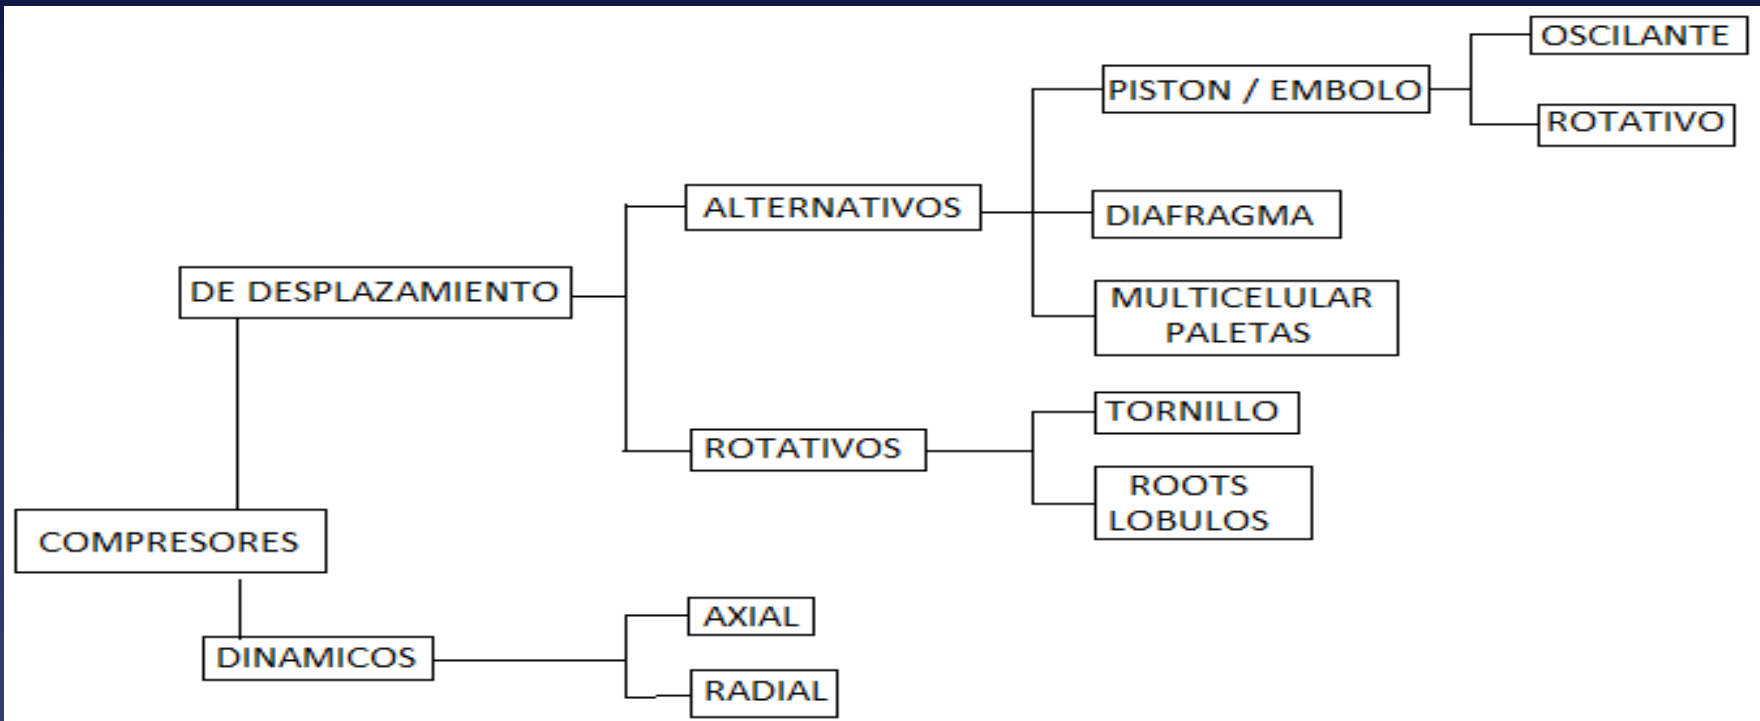 OSCILANTE
PISTON / EMBOLO
ROTATIVO
ALTERNATIVOS
DIAFRAGMA
DE DESPLAZAMIENTO
MULTICELULAR
PALETAS
TORNILLO
ROTATIVOS
ROOTS
LOBULOS
COMPRESORES
AXIAL
DINAMICOS
RADIAL